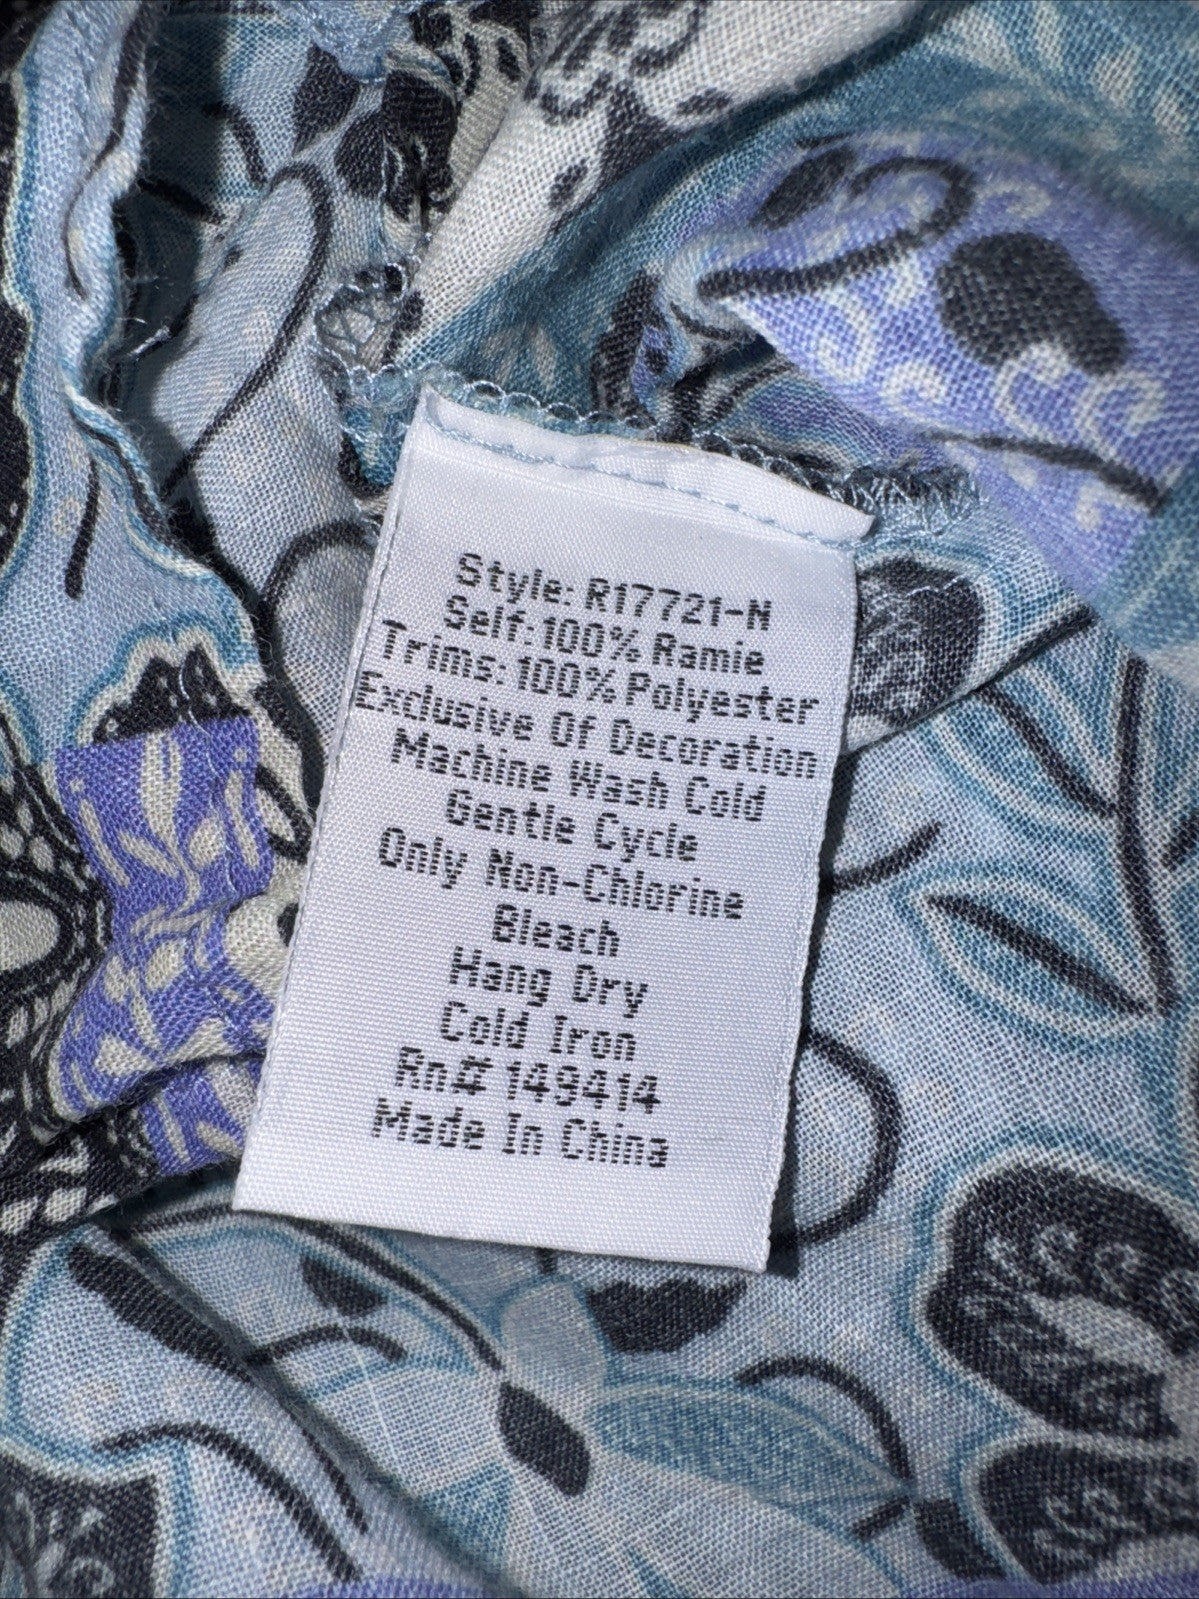 Style: R17721-N
Self:100% Ramie
Trims:100% Polyester
Exclusive Of Decoration
Machine Wash Cold
Gentle Cycle
Only Non-Chlorine
Bleach
Hang Dry
Cold Iron
Rn# 149414
Made In China